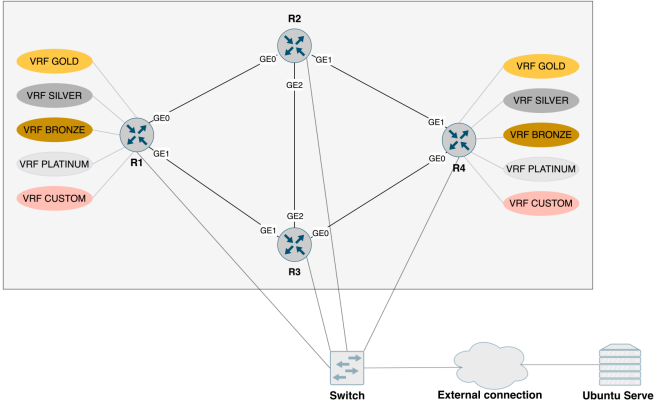 R2
VRF GOLD
GE0
GE1
VRF GOLD
VRF SILVER
GE2
VRF SILVER
GE0
GE1
VRF BRONZE
VRF BRONZE
GE1
GE0
R1
R4
VRF PLATINUM
VRF PLATINUM
VRF CUSTOM
VRF CUSTOM
GE2
GE1
GE0
R3
Switch
External connection
Ubuntu Serve